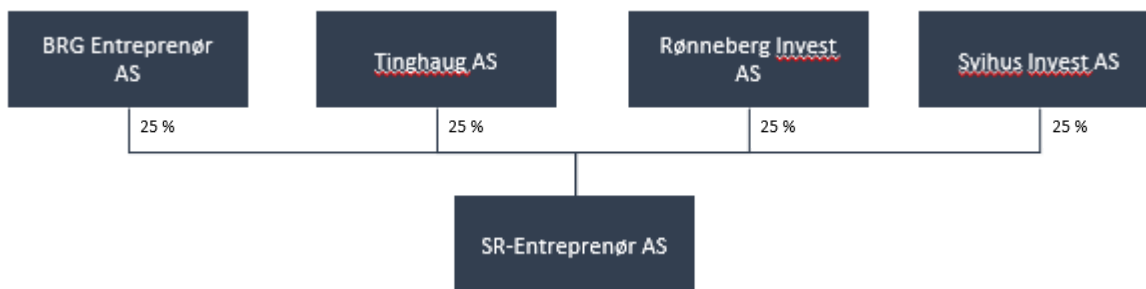 BRG Entreprenør
AS
Tinghaug AS
Rønneberg Invest
AS
Svihus Invest AS
25 %
25 %
25 %
25 %
SR-Entreprenør AS